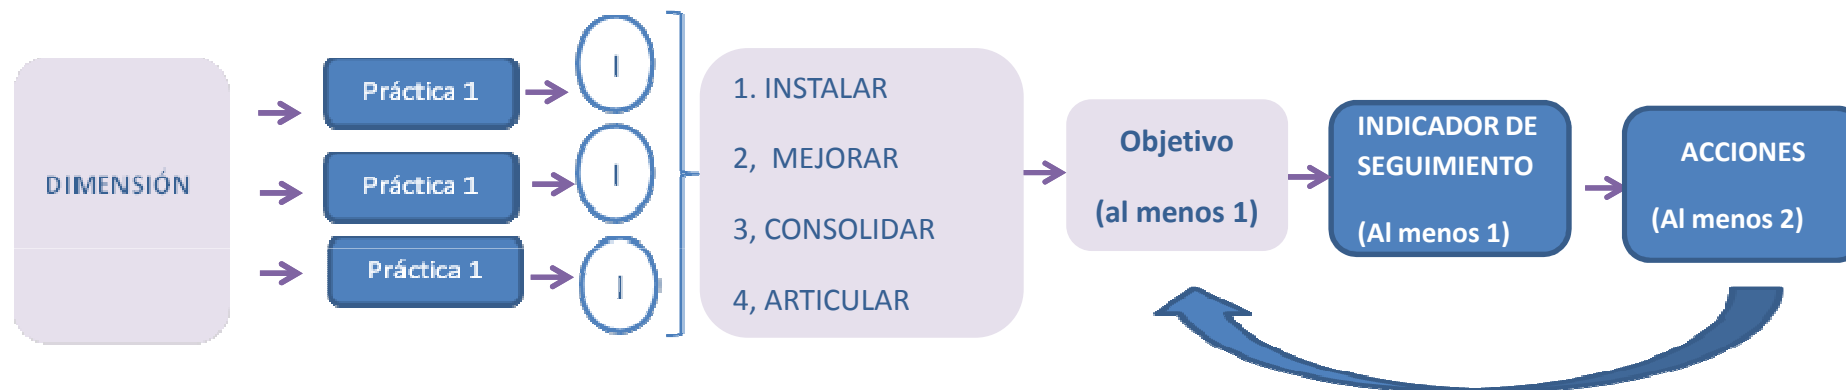 DIMENSIÓN
Práctica 1
Práctica 1
Práctica 1
I
I
I
1. INSTALAR
2, MEJORAR
3, CONSOLIDAR
4, ARTICULAR
Objetivo
(al menos 1)
INDICADOR DE
SEGUIMIENTO
(Al menos 1)
ACCIONES
(Al menos 2)